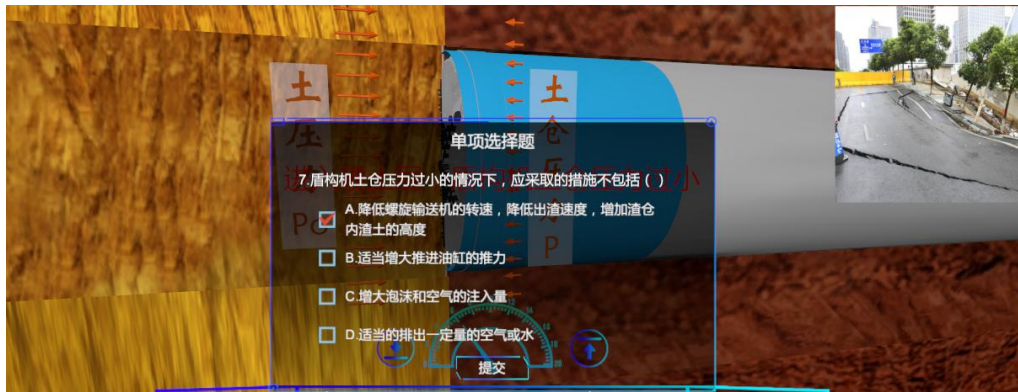 土
压
P0
土
仓
压
力
P
单项选择题
7.盾构机土仓压力过小的情况下，应采取的措施不包括( )
A.降低螺旋输送机的转速，降低出渣速度，增加渣仓
内渣土的高度
B.适当增大推进油缸的推力
C.增大泡沫和空气的注入量
D.适当的排出一定量的空气或水
提交